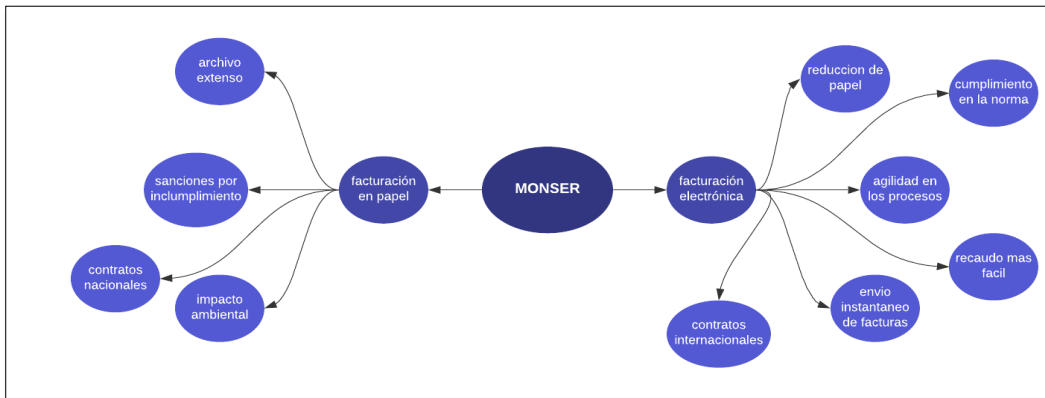 archivo
extenso
sanciones por
inclumplimiento
contratos
nacionales
impacto
ambiental
facturación
en papel
MONSER
facturación
electrónica
reduccion de
papel
cumplimiento
en la norma
agilidad en
los procesos
recaudo mas
facil
envio
instantaneo
de facturas
contratos
internacionales